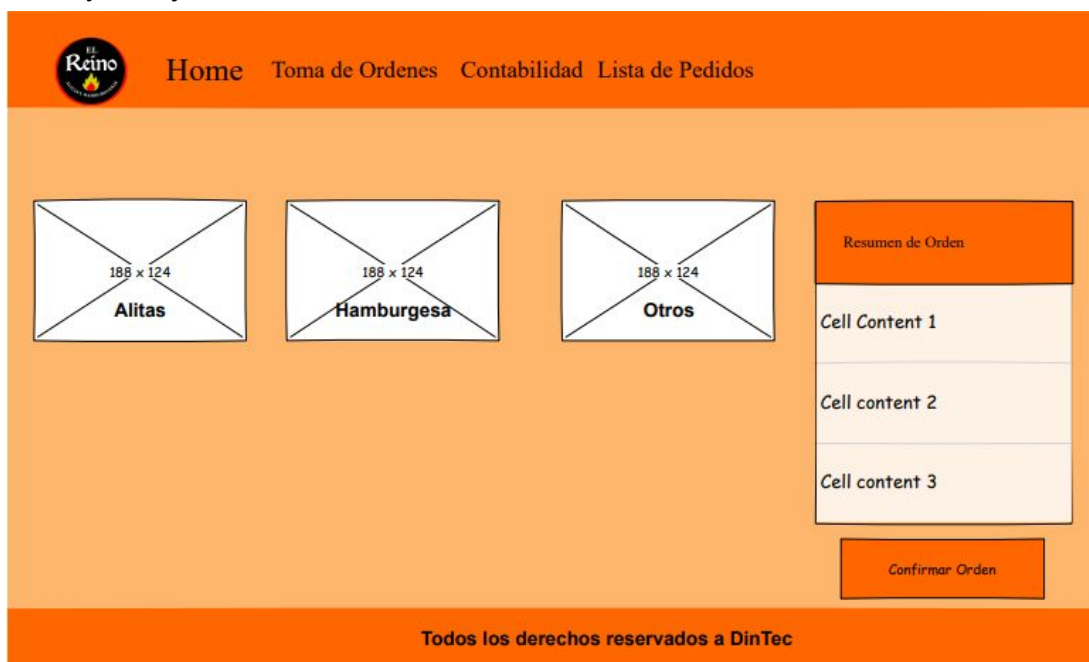 EL
Reino
Home Toma de Ordenes Contabilidad Lista de Pedidos
188 x 124
Alitas
188 x 124
Hamburgesa
188 x 124
Otros
Resumen de Orden
Cell Content 1
Cell content 2
Cell content 3
Confirmar Orden
Todos los derechos reservados a DinTec